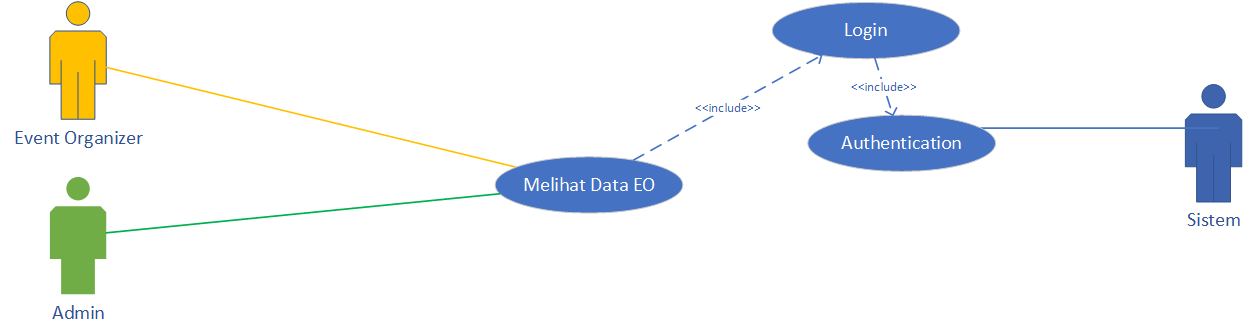 Login
<<include>>
<<include>>
Event Organizer
Authentication
Melihat Data EO
Sistem
Admin